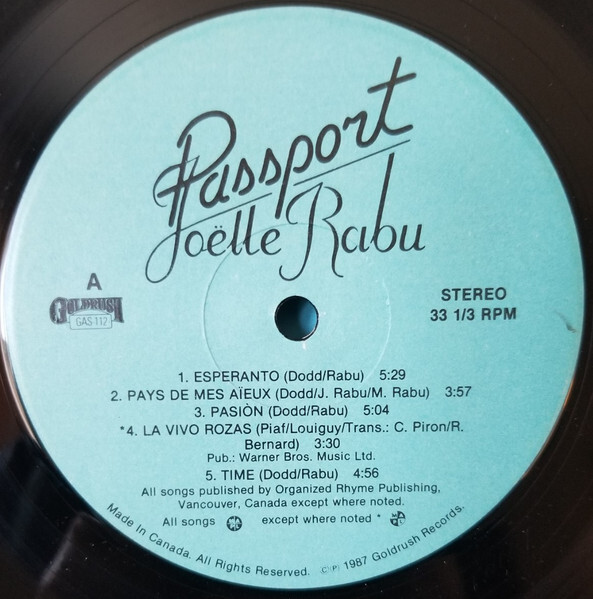 Passport
Joëlle Rabu
A
GOLDRUSH
GAS-112
STEREO
33 1/3 RPM
1. ESPERANTO (Dodd/Rabu) 5:29
2. PAYS DE MES AÏEUX (Dodd/J. Rabu/M. Rabu) 3:57
3. PASIÒN (Dodd/Rabu) 5:04
*4. LA VIVO ROZAS (Piaf/Louiguy/Trans.: C. Piron/R.
Bernard) 3:30
Pub.: Warner Bros. Music Ltd.
5. TIME (Dodd/Rabu) 4:56
All songs published by Organized Rhyme Publishing,
Vancouver, Canada except where noted.
All songs except where noted *
Made in Canada. All Rights Reserved. ©℗ 1987 Goldrush Records.